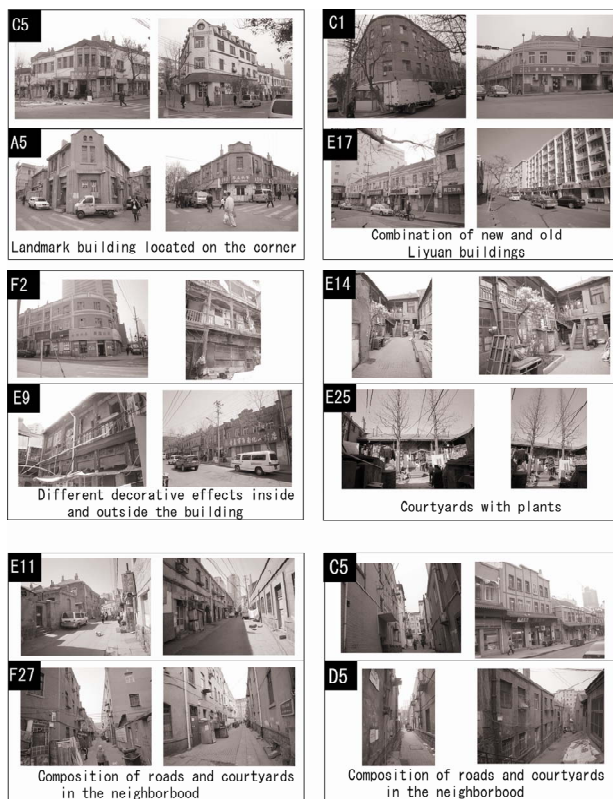 C5
A5
Landmark building located on the corner
C1
E17
Combination of new and old
Liyuan buildings
F2
E9
Different decorative effects inside
and outside the building
E14
E25
Courtyards with plants
E11
F27
Composition of roads and courtyards
in the neighborbood
C5
D5
Composition of roads and courtyards
in the neighborbood